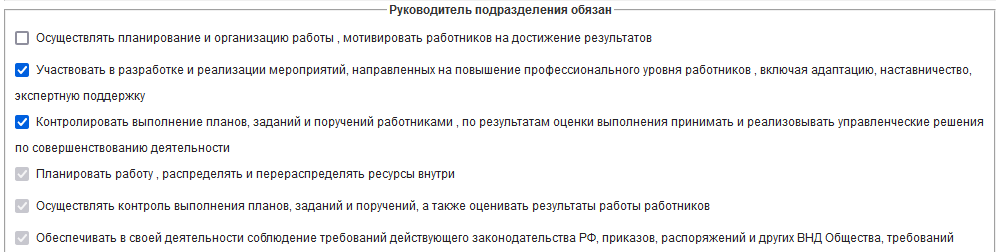 Руководитель подразделения обязан
Осуществлять планирование и организацию работы , мотивировать работников на достижение результатов
Участвовать в разработке и реализации мероприятий, направленных на повышение профессионального уровня работников , включая адаптацию, наставничество,
экспертную поддержку
Контролировать выполнение планов, заданий и поручений работниками , по результатам оценки выполнения принимать и реализовывать управленческие решения
по совершенствованию деятельности
Планировать работу , распределять и перераспределять ресурсы внутри
Осуществлять контроль выполнения планов, заданий и поручений, а также оценивать результаты работы работников
Обеспечивать в своей деятельности соблюдение требований действующего законодательства РФ, приказов, распоряжений и других ВНД Общества, требований